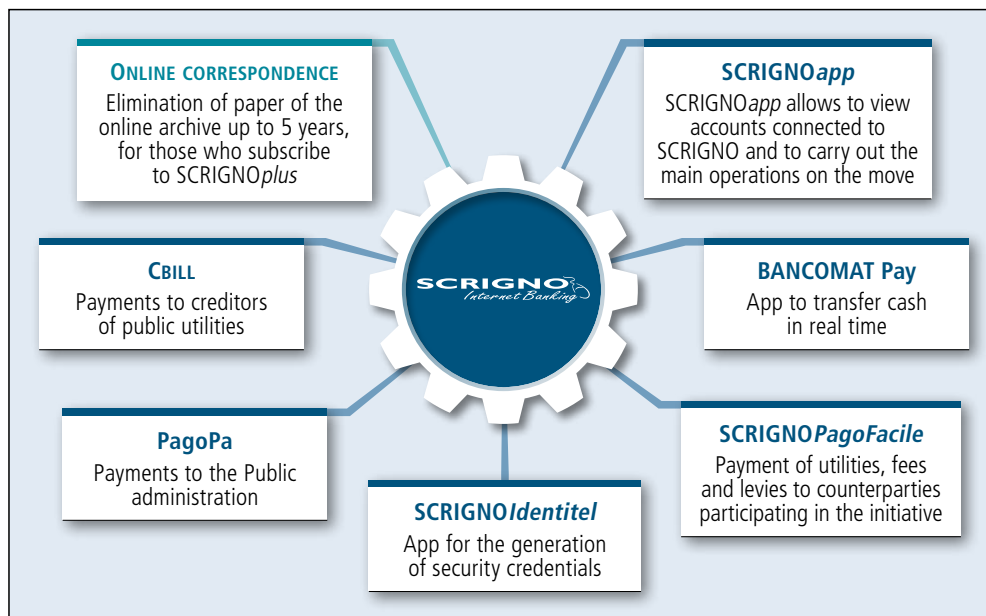 ONLINE CORRESPONDENCE
Elimination of paper of the
online archive up to 5 years,
for those who subscribe
to SCRIGNOplus
SCRIGNOapp
SCRIGNOapp allows to view
accounts connected to
SCRIGNO and to carry out the
main operations on the move
CBILL
Payments to creditors
of public utilities
SCRIGNO
Internet Banking
BANCOMAT Pay
App to transfer cash
in real time
PagoPa
Payments to the Public
administration
SCRIGNOIdentitel
App for the generation
of security credentials
SCRIGNOPagoFacile
Payment of utilities, fees
and levies to counterparties
participating in the initiative